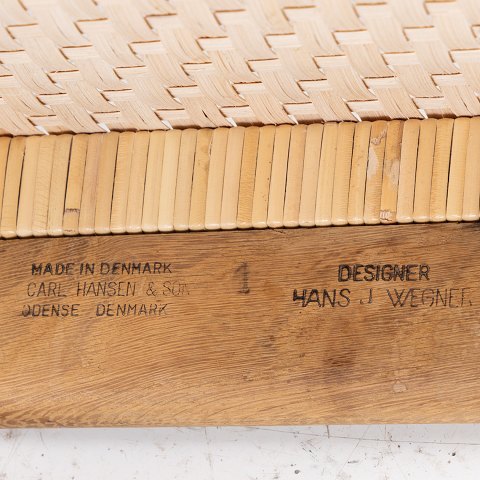 MADE IN DENMARK
CARL HANSEN & SON
ODENSE DENMARK
1
DESIGNER
HANS J. WEGNER